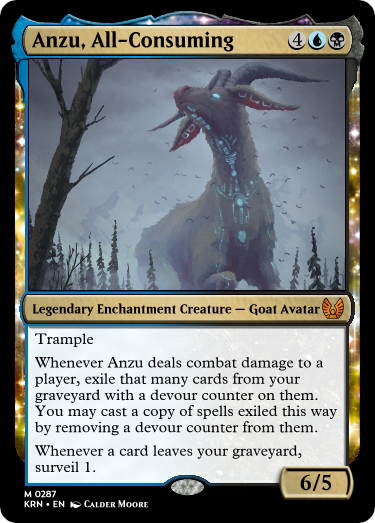 Anzu, All-Consuming 4
Legendary Enchantment Creature — Goat Avatar
Trample
Whenever Anzu deals combat damage to a
player, exile that many cards from your
graveyard with a devour counter on them.
You may cast a copy of spells exiled this way
by removing a devour counter from them.
Whenever a card leaves your graveyard,
surveil 1.
6/5
M 0287
KRN • EN Calder Moore